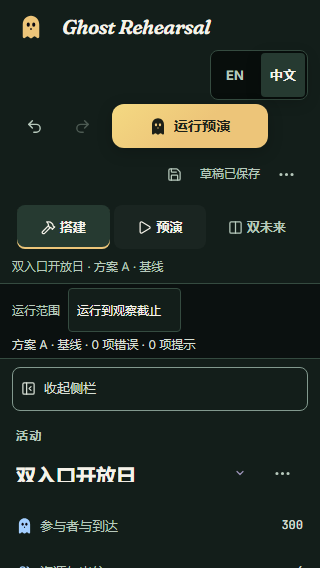 Ghost Rehearsal
EN 中文
运行预演
草稿已保存
搭建 预演 双未来
双入口开放日 · 方案 A · 基线
运行范围 运行到观察截止
方案 A · 基线 · 0 项错误 · 0 项提示
收起侧栏
活动
双入口开放日
参与者与到达 300